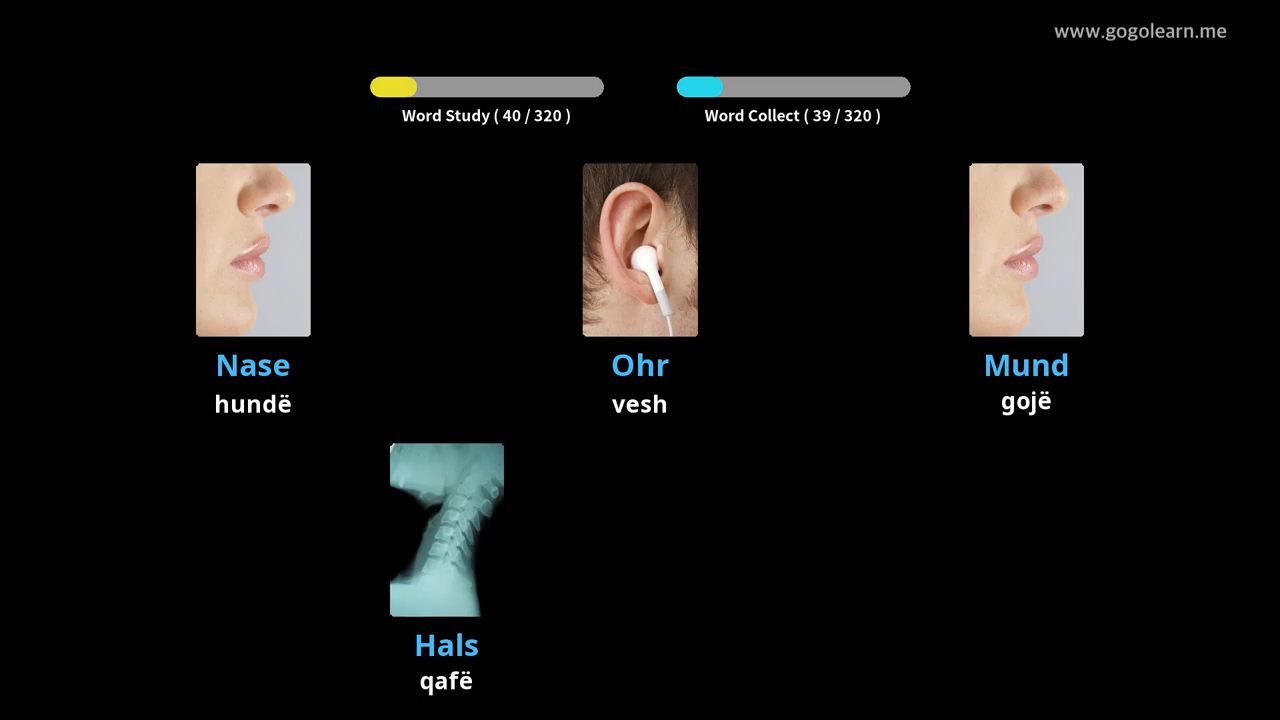 www.gogolearn.me
Word Study ( 40 / 320 )
Word Collect ( 39 / 320 )
Nase
hundë
Ohr
vesh
Mund
gojë
Hals
qafë